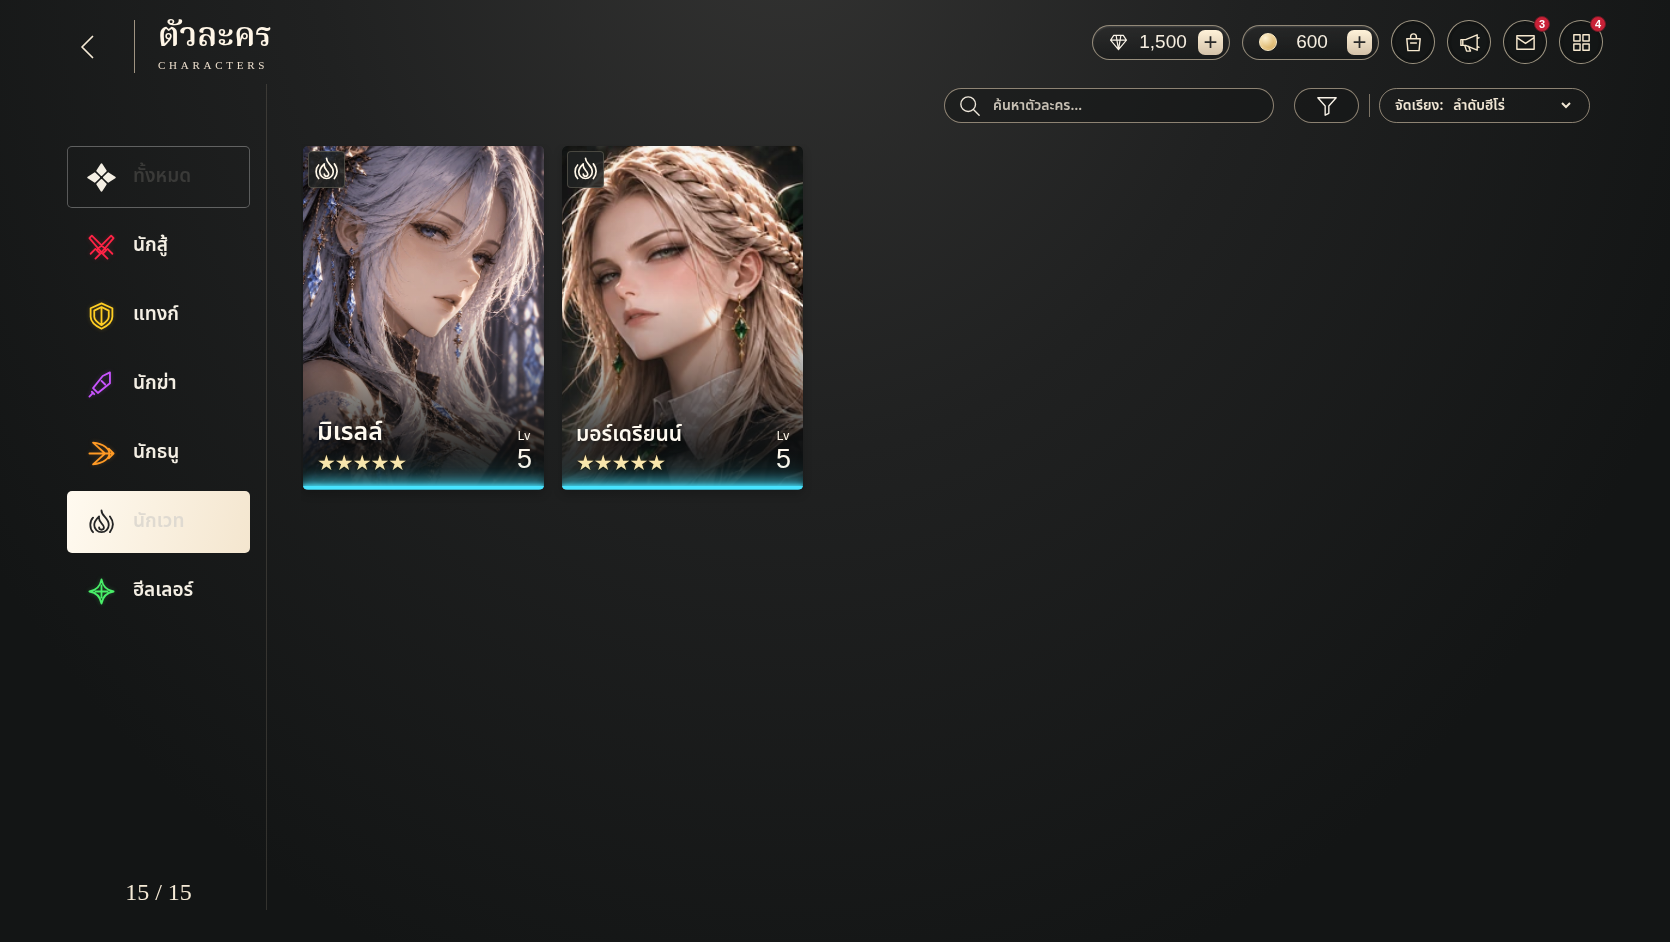 ตัวละคร
CHARACTERS
1,500
600
3
4
ค้นหาตัวละคร...
จัดเรียง: ลำดับฮีโร่
ทั้งหมด
นักสู้
แทงก์
นักฆ่า
นักธนู
นักเวท
ฮีลเลอร์
มิเรลล์
Lv
5
มอร์เดรียนน์
Lv
5
15 / 15